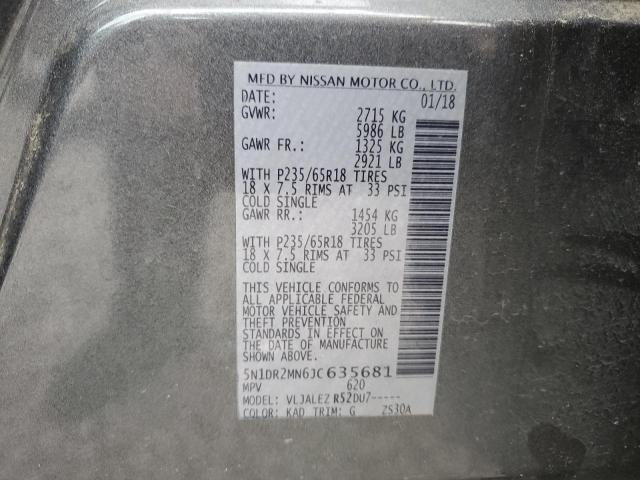 MFD BY NISSAN MOTOR CO., LTD.
DATE: 01/18
GVWR: 2715 KG
5986 LB
GAWR FR.: 1325 KG
2921 LB
WITH P235/65R18 TIRES
18 X 7.5 RIMS AT 33 PSI
COLD SINGLE
GAWR RR.: 1454 KG
3205 LB
WITH P235/65R18 TIRES
18 X 7.5 RIMS AT 33 PSI
COLD SINGLE
THIS VEHICLE CONFORMS TO
ALL APPLICABLE FEDERAL
MOTOR VEHICLE SAFETY AND
THEFT PREVENTION
STANDARDS IN EFFECT ON
THE DATE OF MANUFACTURE
SHOWN ABOVE.
5N1DR2MN6JC635681
MPV 620
MODEL: VLJALEZ R52DU7-----
COLOR: KAD TRIM: G ZS30A